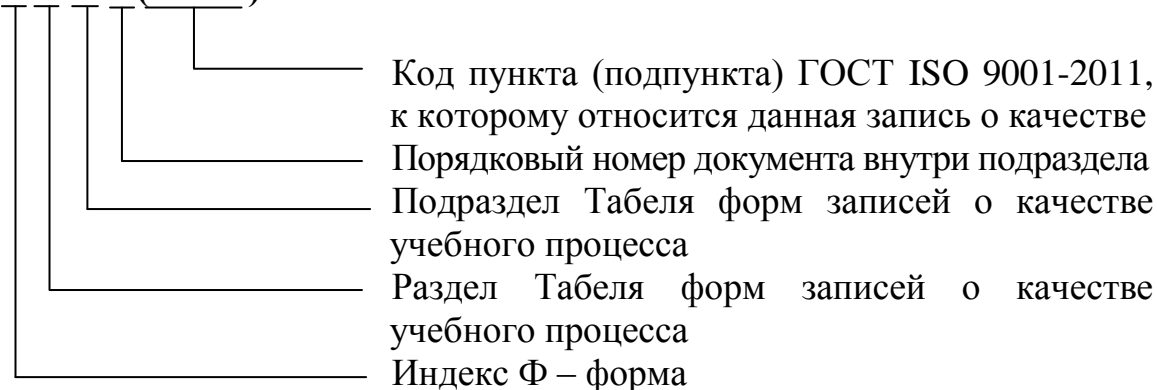 Код пункта (подпункта) ГОСТ ISO 9001-2011,
к которому относится данная запись о качестве
Порядковый номер документа внутри подраздела
Подраздел Табеля форм записей о качестве
учебного процесса
Раздел Табеля форм записей о качестве
учебного процесса
Индекс Ф – форма